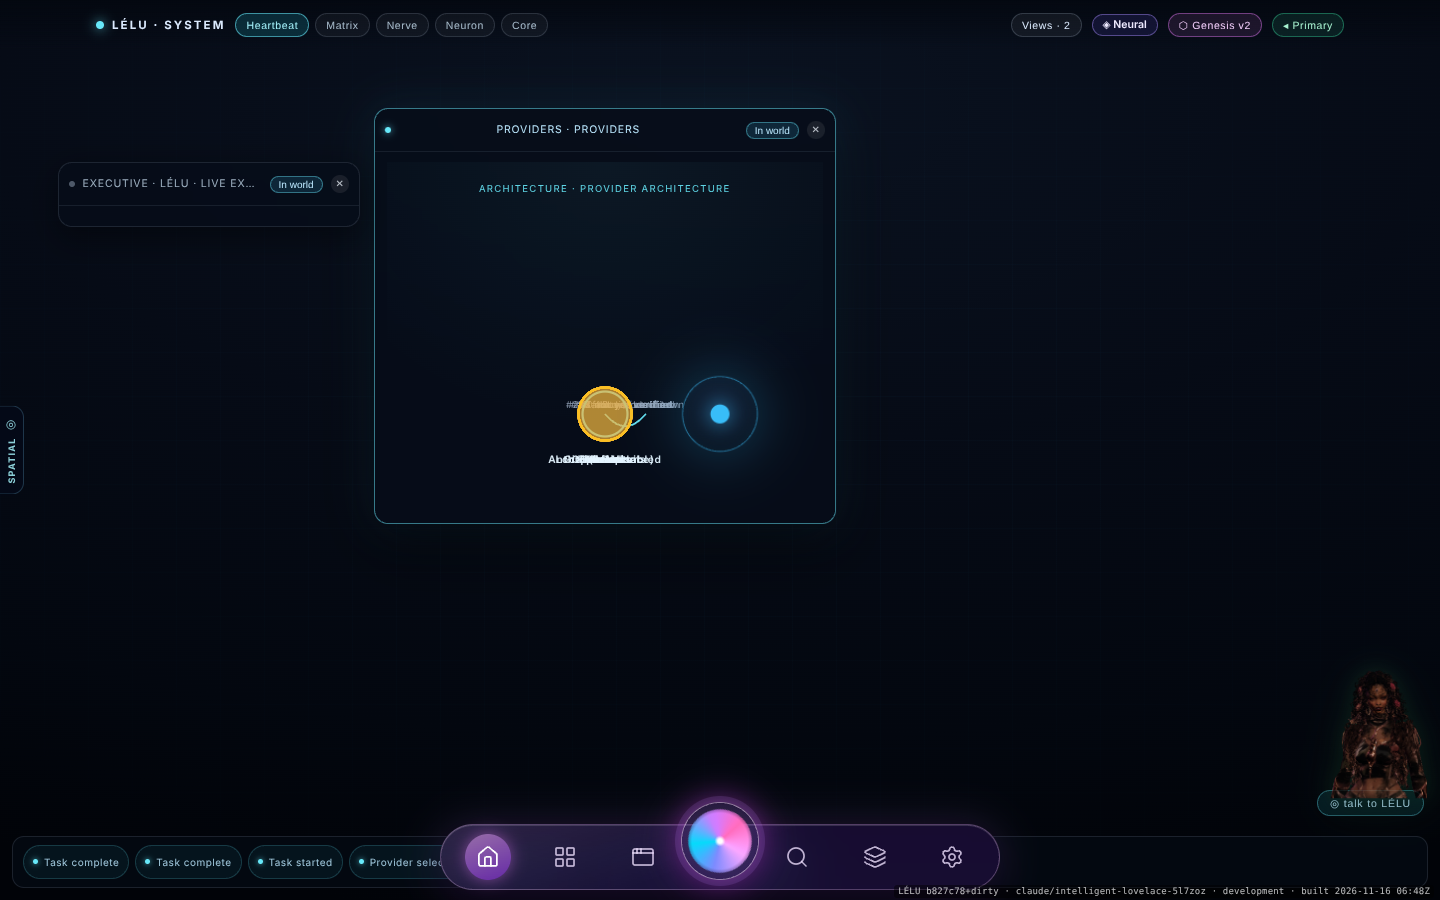 LÉLU · SYSTEM Heartbeat Matrix Nerve Neuron Core Views · 2 ◈ Neural ⬡ Genesis v2 ◂ Primary
PROVIDERS · PROVIDERS In world ✕
EXECUTIVE · LÉLU · LIVE EX... In world ✕
ARCHITECTURE · PROVIDER ARCHITECTURE
SPATIAL ◎
◎ talk to LÉLU
Task complete Task complete Task started Provider selec
LÉLU b827c78+dirty · claude/intelligent-lovelace-5l7zoz · development · built 2026-11-16 06:48Z